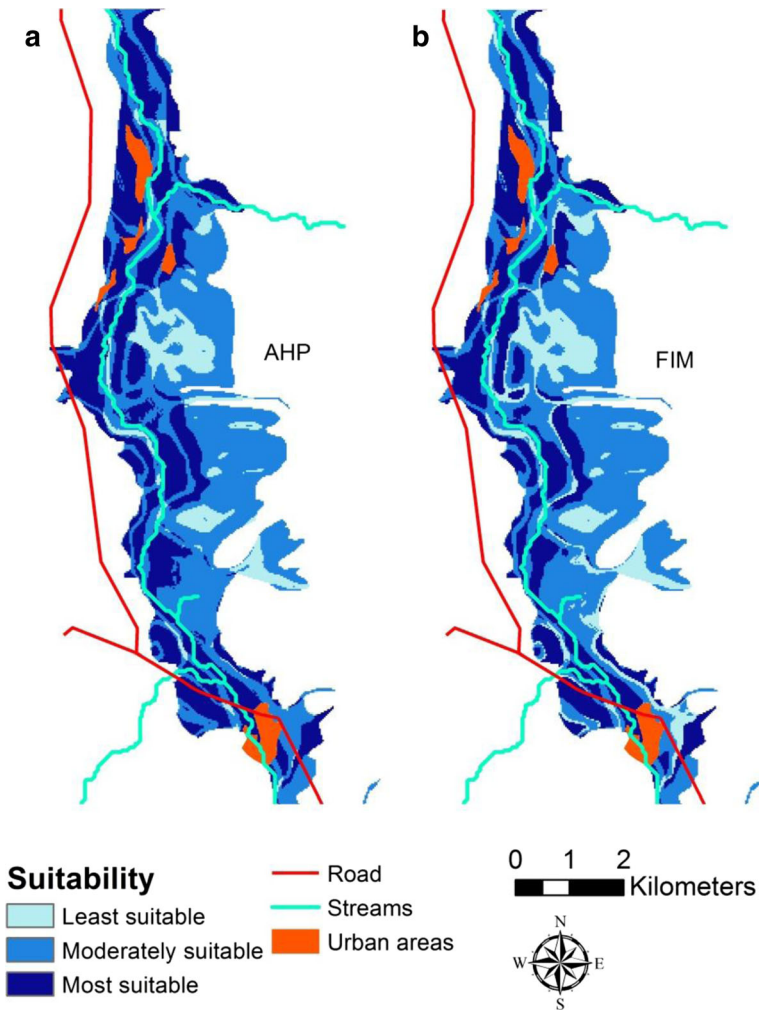 a
b
AHP
FIM
Suitability
Least suitable
Moderately suitable
Most suitable
Road
Streams
Urban areas
0 1 2
Kilometers
N
W E
S